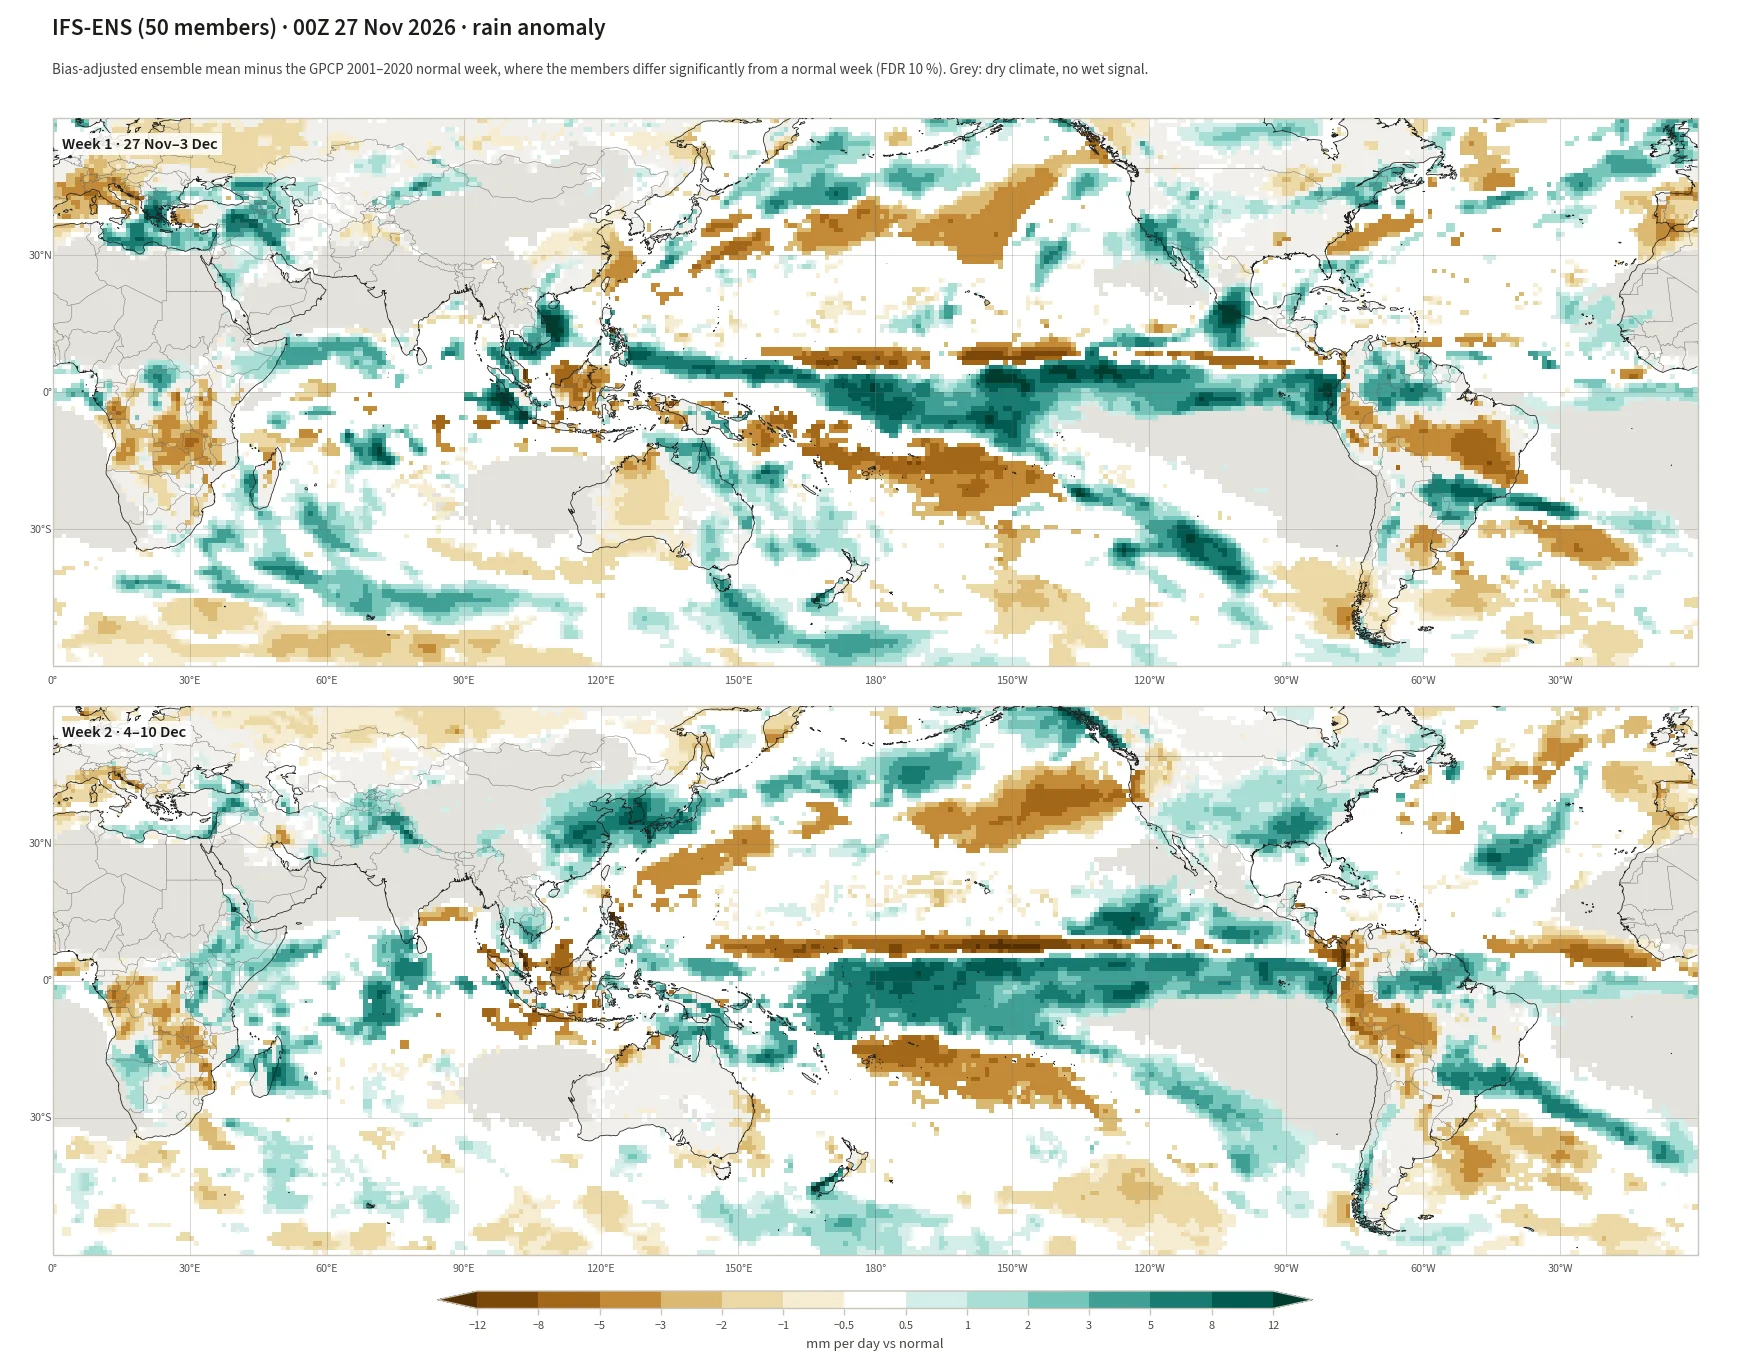 IFS-ENS (50 members) · 00Z 27 Nov 2026 · rain anomaly
Bias-adjusted ensemble mean minus the GPCP 2001–2020 normal week, where the members differ significantly from a normal week (FDR 10 %). Grey: dry climate, no wet signal.
Week 1 · 27 Nov–3 Dec
30°N
0°
30°S
0° 30°E 60°E 90°E 120°E 150°E 180° 150°W 120°W 90°W 60°W 30°W
Week 2 · 4–10 Dec
30°N
0°
30°S
0° 30°E 60°E 90°E 120°E 150°E 180° 150°W 120°W 90°W 60°W 30°W
−12 −8 −5 −3 −2 −1 −0.5 0.5 1 2 3 5 8 12
mm per day vs normal